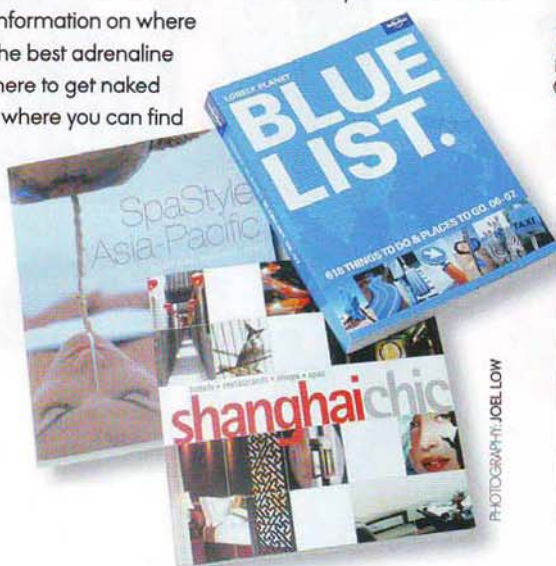 nformation on where
he best adrenaline
here to get naked
where you can find
LONELY PLANET
BLUE
LIST.
618 THINGS TO DO & PLACES TO GO. 06-07
TAXI
SpaStyle
Asia-Pacific
hotels • restaurants • shops • spas
shanghaichic
PHOTOGRAPHY: JOEL LOW